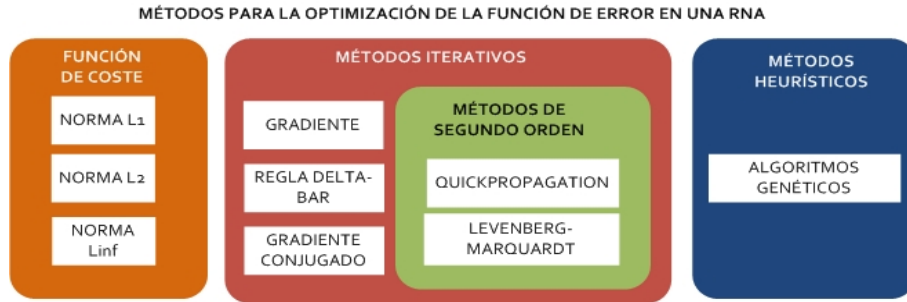 MÉTODOS PARA LA OPTIMIZACIÓN DE LA FUNCIÓN DE ERROR EN UNA RNA
FUNCIÓN
DE COSTE
NORMA L1
NORMA L2
NORMA
Linf
MÉTODOS ITERATIVOS
GRADIENTE
REGLA DELTA-
BAR
GRADIENTE
CONJUGADO
MÉTODOS DE
SEGUNDO ORDEN
QUICKPROPAGATION
LEVENBERG-
MARQUARDT
MÉTODOS
HEURÍSTICOS
ALGORITMOS
GENÉTICOS